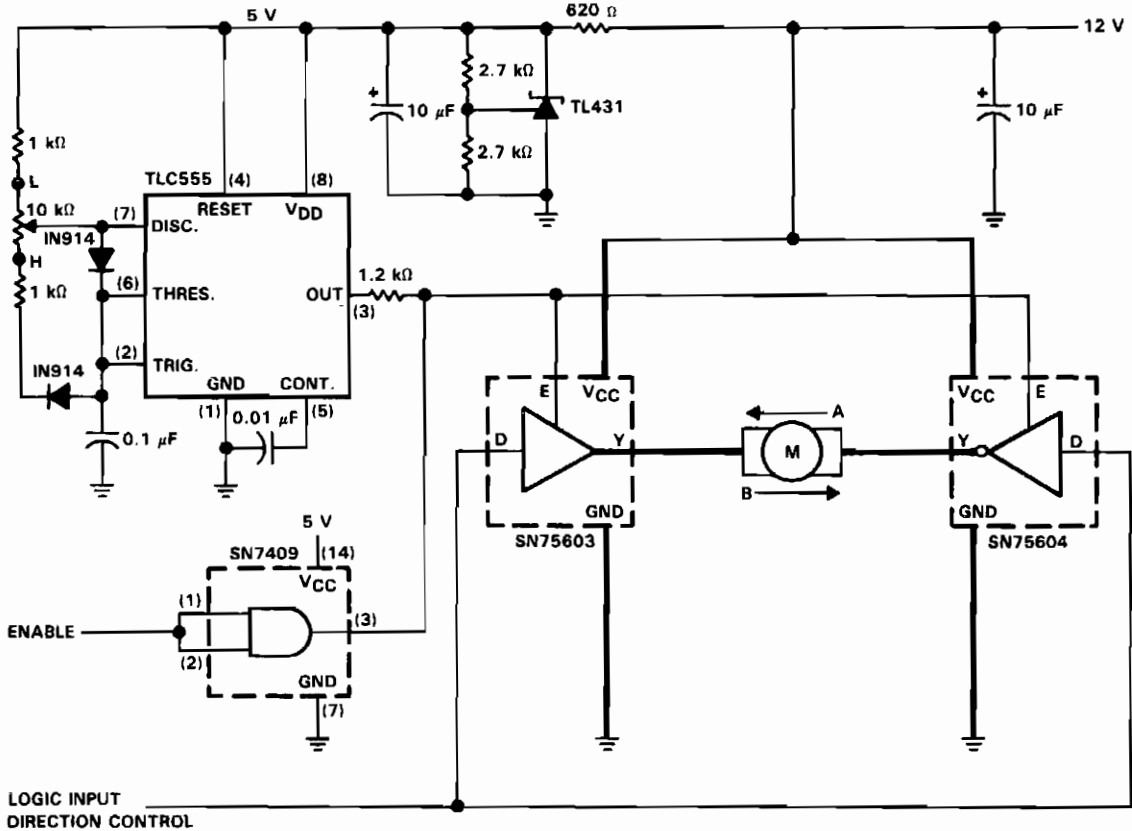 5 V
620 Ω
12 V
2.7 kΩ
TL431
+
10 µF
+
10 µF
2.7 kΩ
1 kΩ
L
TLC555
(4)
(8)
10 kΩ
(7)
RESET
VDD
DISC.
IN914
H
(6)
1 kΩ
THRES.
OUT
1.2 kΩ
(3)
(2)
TRIG.
IN914
GND
CONT.
(1)
0.01 µF
(5)
0.1 µF
E
VCC
VCC
E
D
Y
A
M
B
Y
D
GND
GND
SN75603
SN75604
5 V
SN7409
(14)
VCC
(1)
(3)
ENABLE
(2)
GND
(7)
LOGIC INPUT
DIRECTION CONTROL